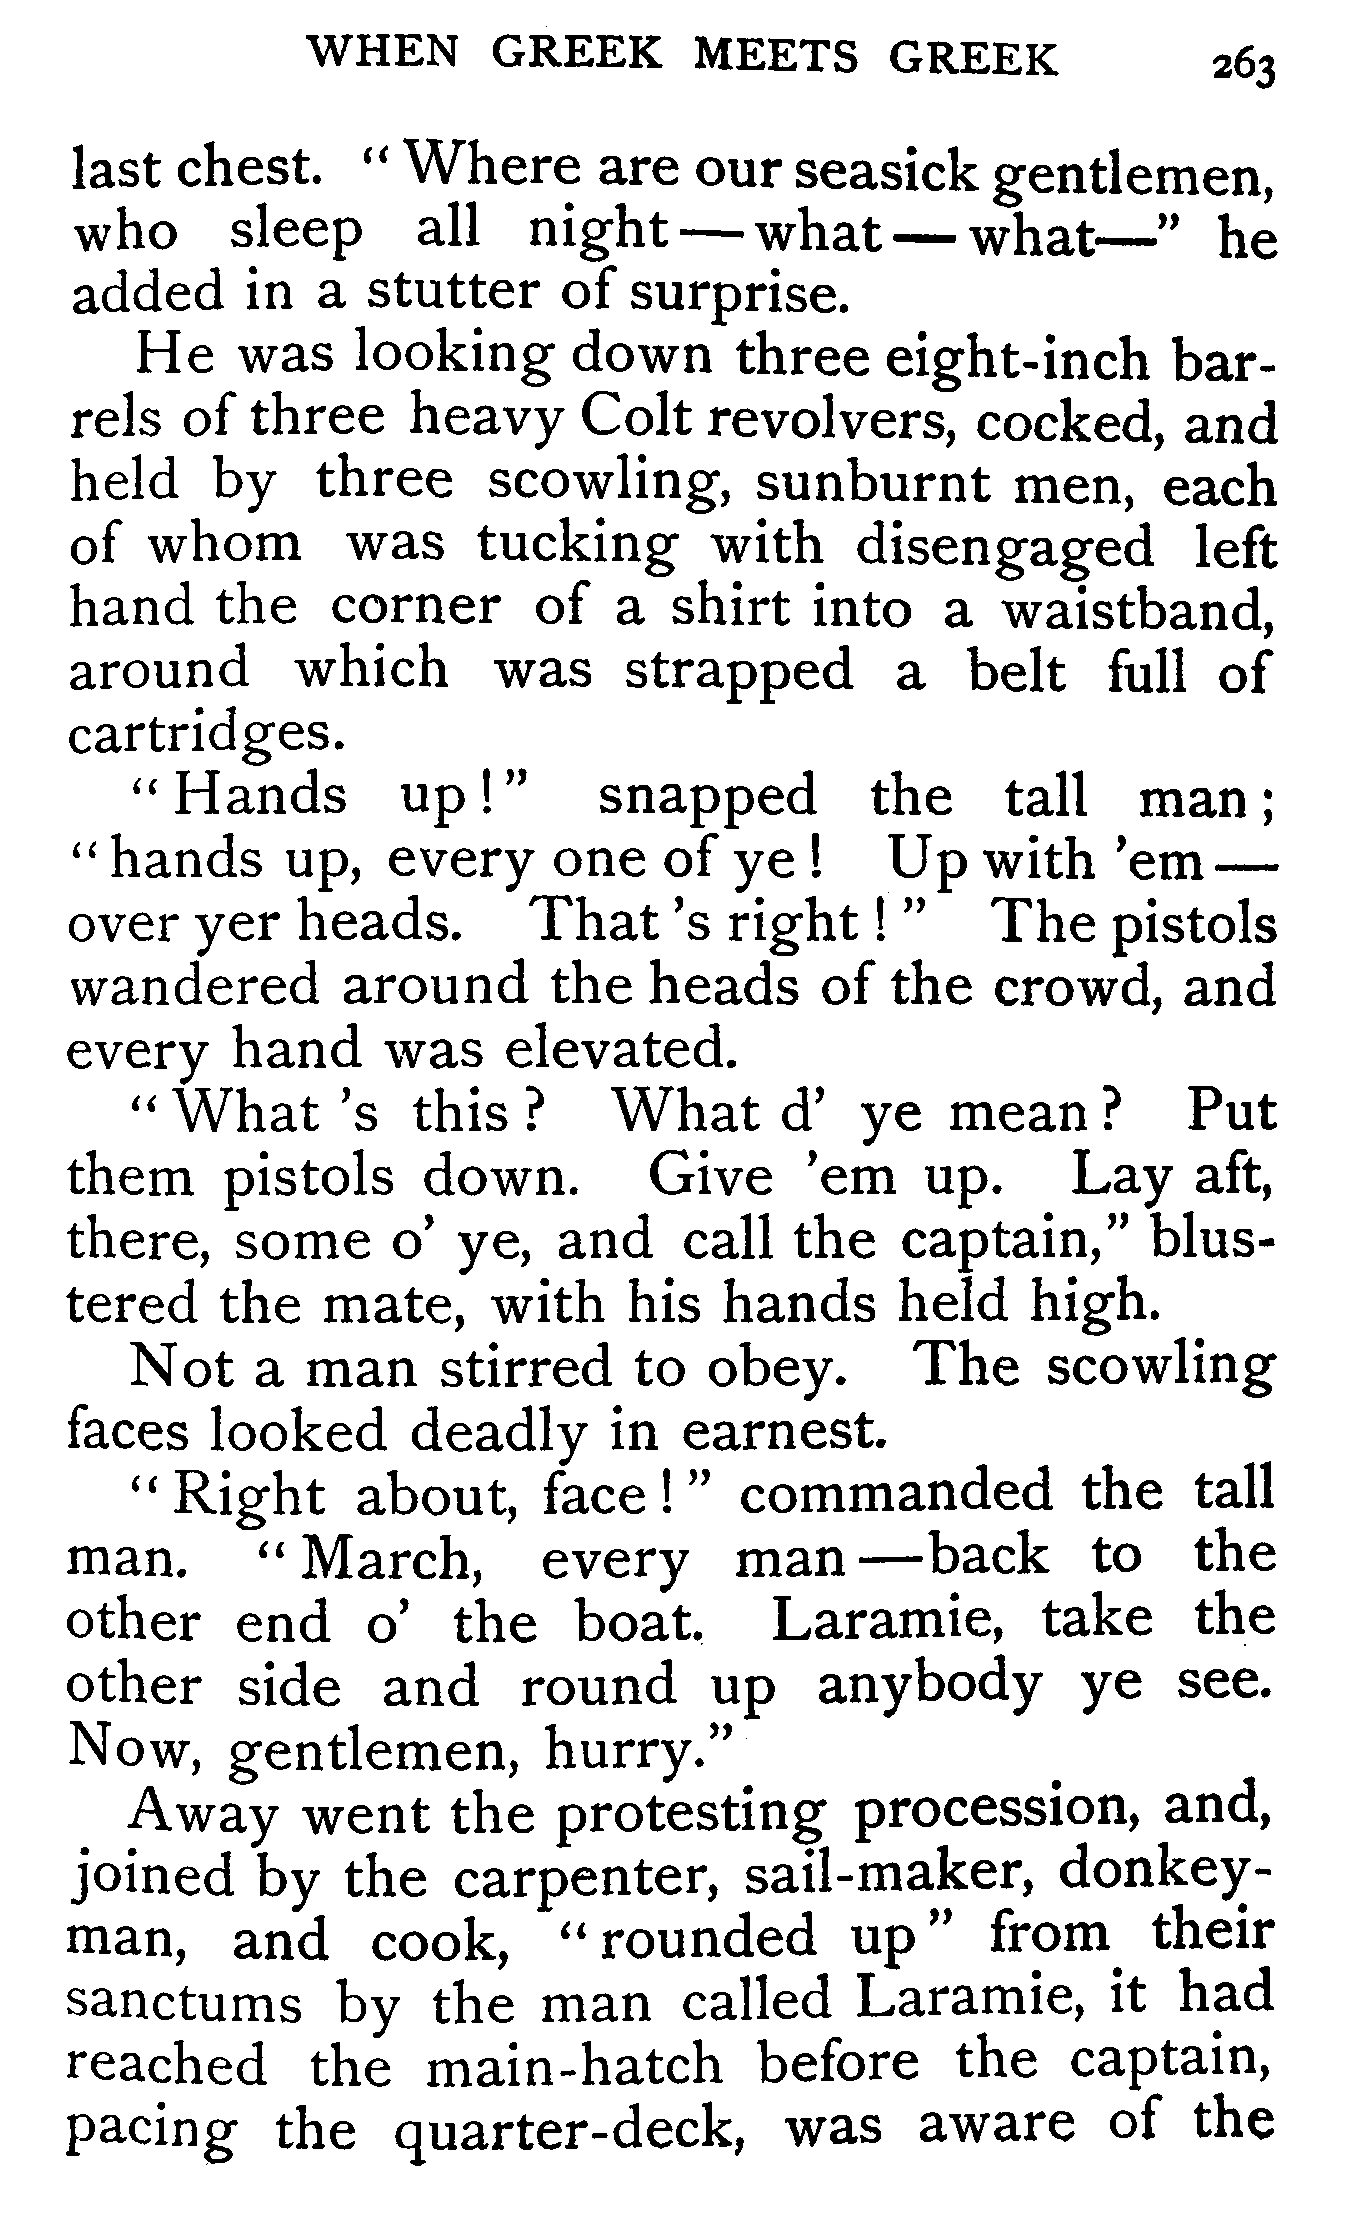 WHEN GREEK MEETS GREEK 263
last chest. “Where are our seasick gentlemen,
who sleep all night—what—what—” he
added in a stutter of surprise.
He was looking down three eight-inch bar-
rels of three heavy Colt revolvers, cocked, and
held by three scowling, sunburnt men, each
of whom was tucking with disengaged left
hand the corner of a shirt into a waistband,
around which was strapped a belt full of
cartridges.
“Hands up!” snapped the tall man;
“hands up, every one of ye! Up with ’em—
over yer heads. That ’s right!” The pistols
wandered around the heads of the crowd, and
every hand was elevated.
“What ’s this? What d’ ye mean? Put
them pistols down. Give ’em up. Lay aft,
there, some o’ ye, and call the captain,” blus-
tered the mate, with his hands held high.
Not a man stirred to obey. The scowling
faces looked deadly in earnest.
“Right about, face!” commanded the tall
man. “March, every man—back to the
other end o’ the boat. Laramie, take the
other side and round up anybody ye see.
Now, gentlemen, hurry.”
Away went the protesting procession, and,
joined by the carpenter, sail-maker, donkey-
man, and cook, “rounded up” from their
sanctums by the man called Laramie, it had
reached the main-hatch before the captain,
pacing the quarter-deck, was aware of the